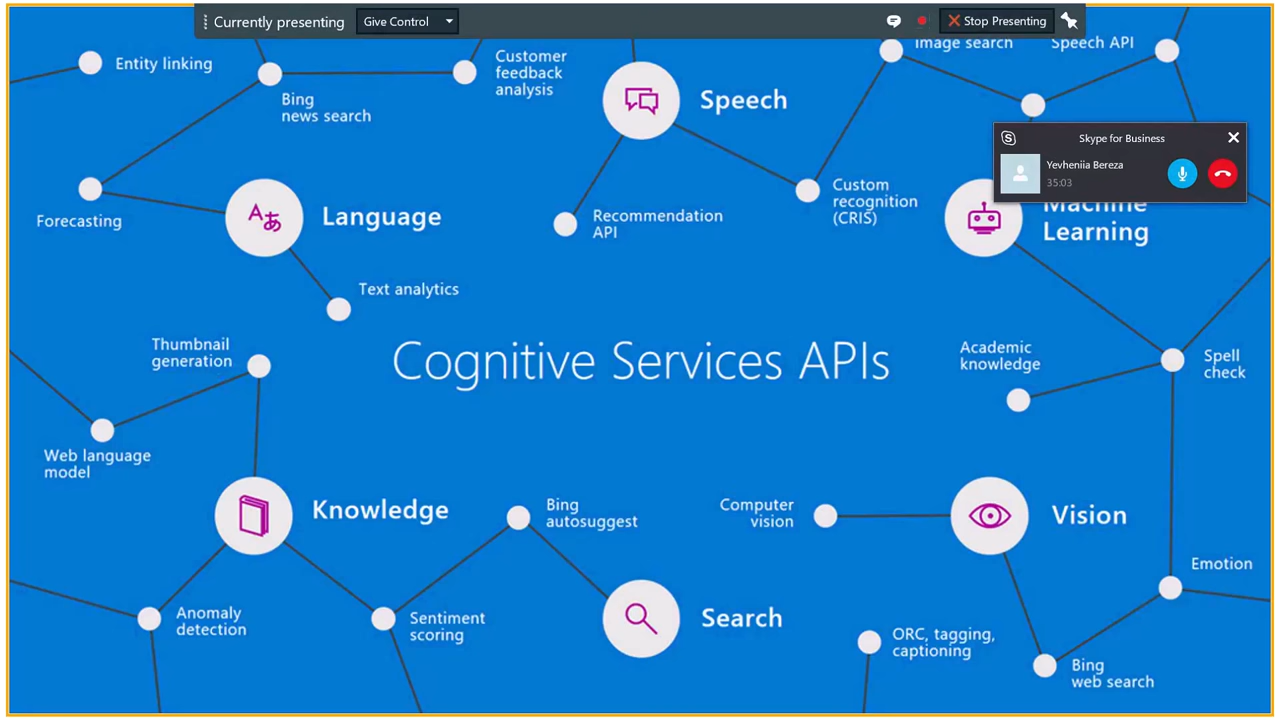 Currently presenting
Give Control
Stop Presenting
Entity linking
Bing
news search
Customer
feedback
analysis
Speech
Image search
Speech API
Skype for Business
Yevheniia Bereza
35:03
Forecasting
Language
Recommendation
API
Custom
recognition
(CRIS)
Machine
Learning
Text analytics
Thumbnail
generation
Cognitive Services APIs
Academic
knowledge
Spell
check
Web language
model
Knowledge
Bing
autosuggest
Computer
vision
Vision
Anomaly
detection
Sentiment
scoring
Search
Emotion
ORC, tagging,
captioning
Bing
web search